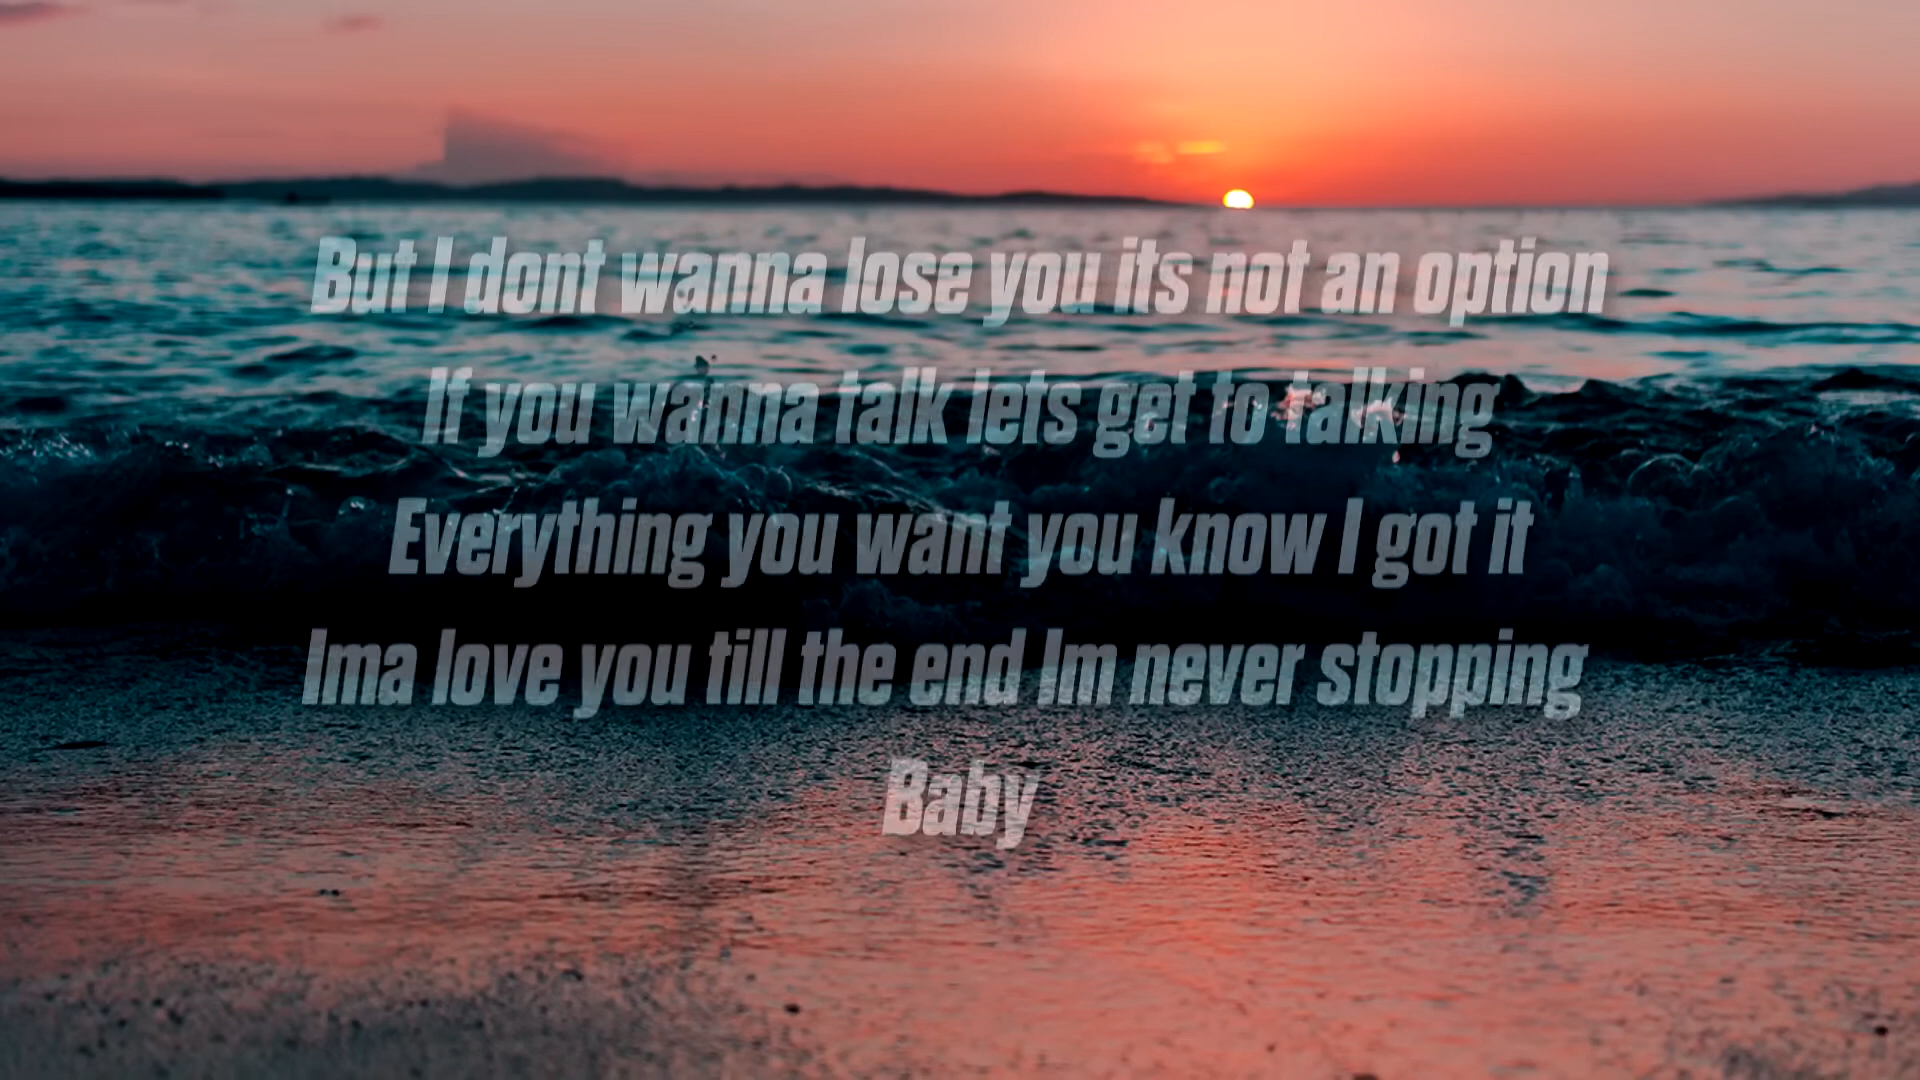 But I dont wanna lose you its not an option
If you wanna talk lets get to talking
Everything you want you know I got it
Ima love you till the end Im never stopping
Baby